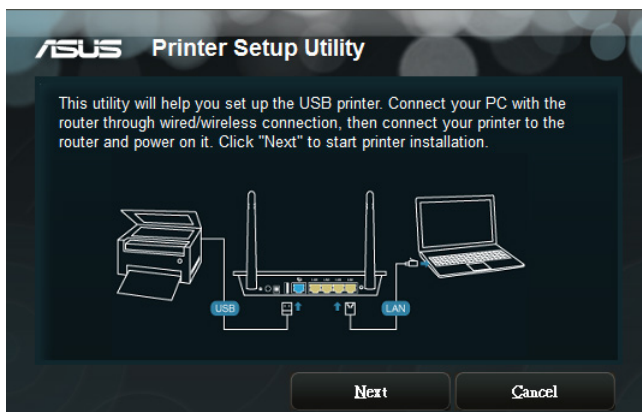 ASUS Printer Setup Utility
This utility will help you set up the USB printer. Connect your PC with the
router through wired/wireless connection, then connect your printer to the
router and power on it. Click "Next" to start printer installation.
USB
LAN
Next Cancel